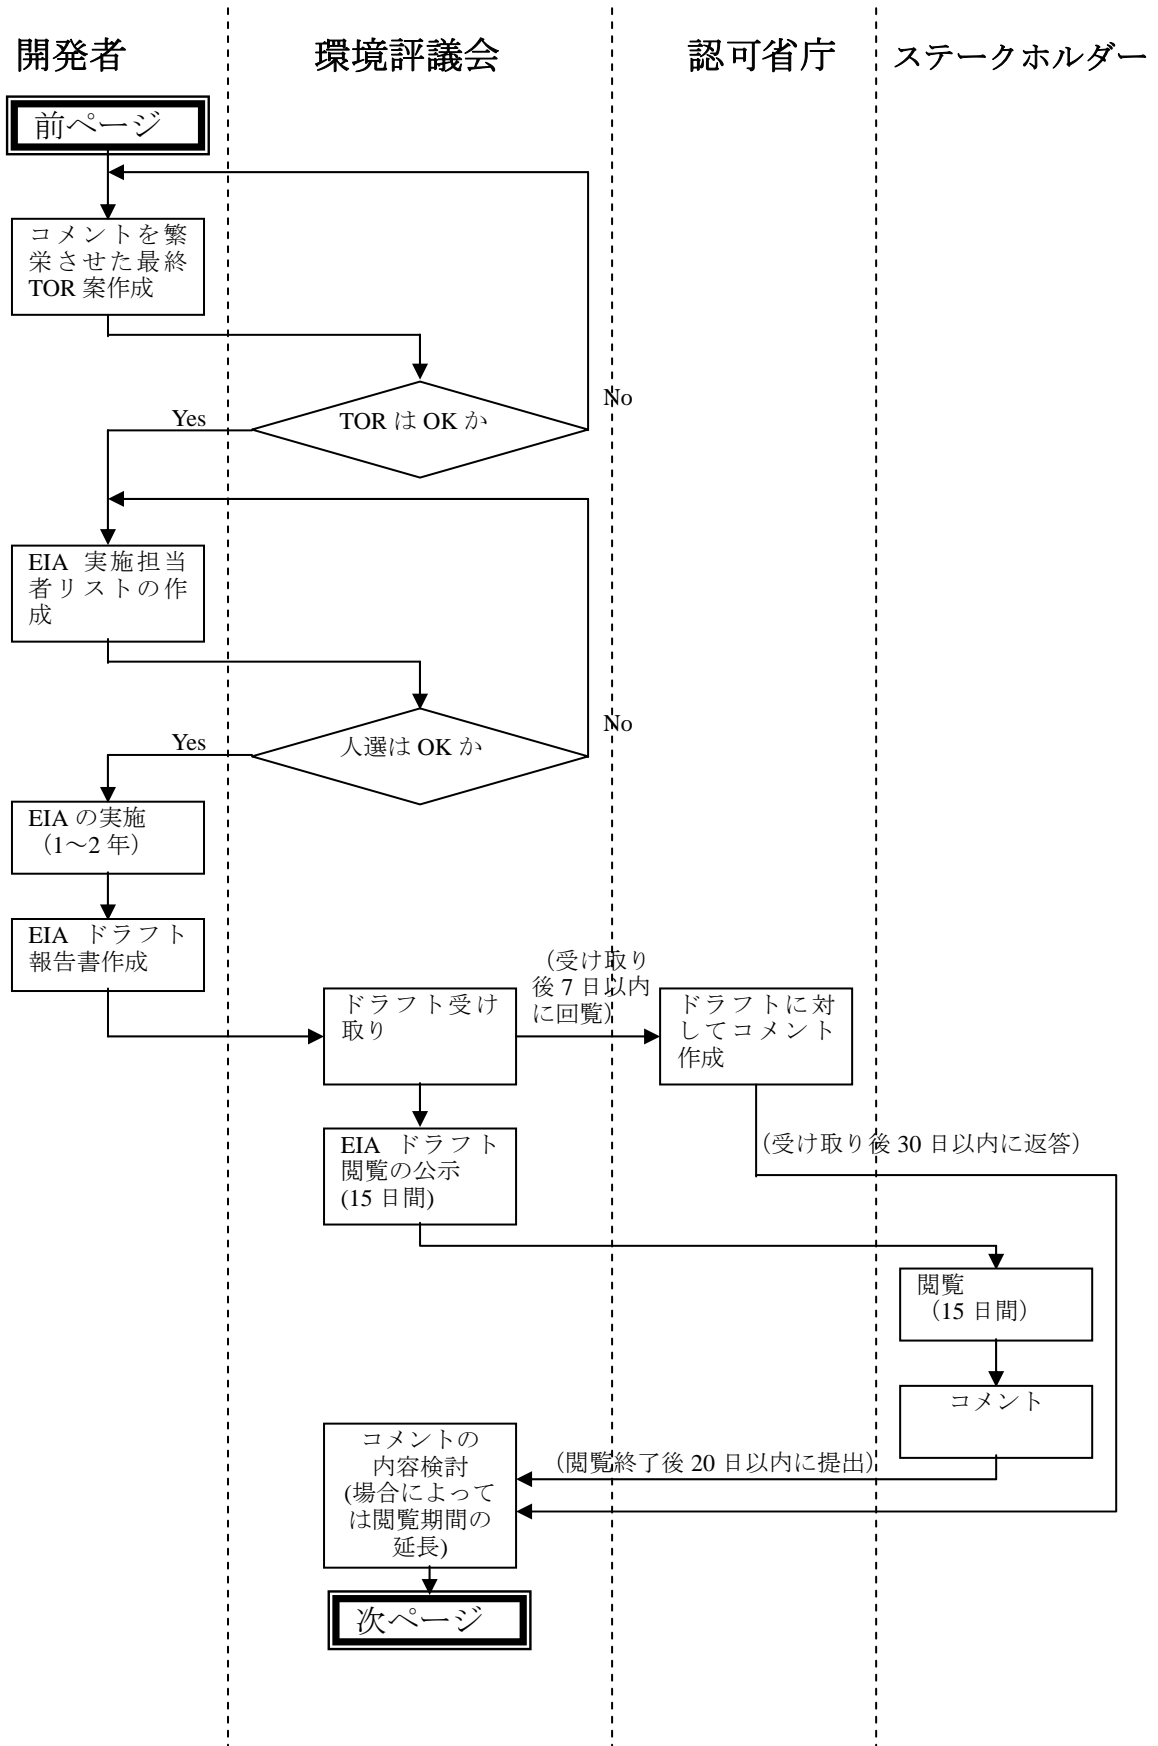 開発者
環境評議会
認可省庁
ステークホルダー
前ページ
コメントを繁
栄させた最終
TOR 案作成
TOR は OK か
Yes
No
EIA 実施担当
者リストの作
成
人選は OK か
Yes
No
EIA の実施
（1～2 年）
EIA ドラフト
報告書作成
ドラフト受け
取り
（受け取り
後 7 日以内
に回覧）
ドラフトに対
してコメント
作成
EIA ドラフト
閲覧の公示
(15 日間)
（受け取り後 30 日以内に返答）
閲覧
（15 日間）
コメント
（閲覧終了後 20 日以内に提出）
コメントの
内容検討
(場合によって
は閲覧期間の
延長)
次ページ